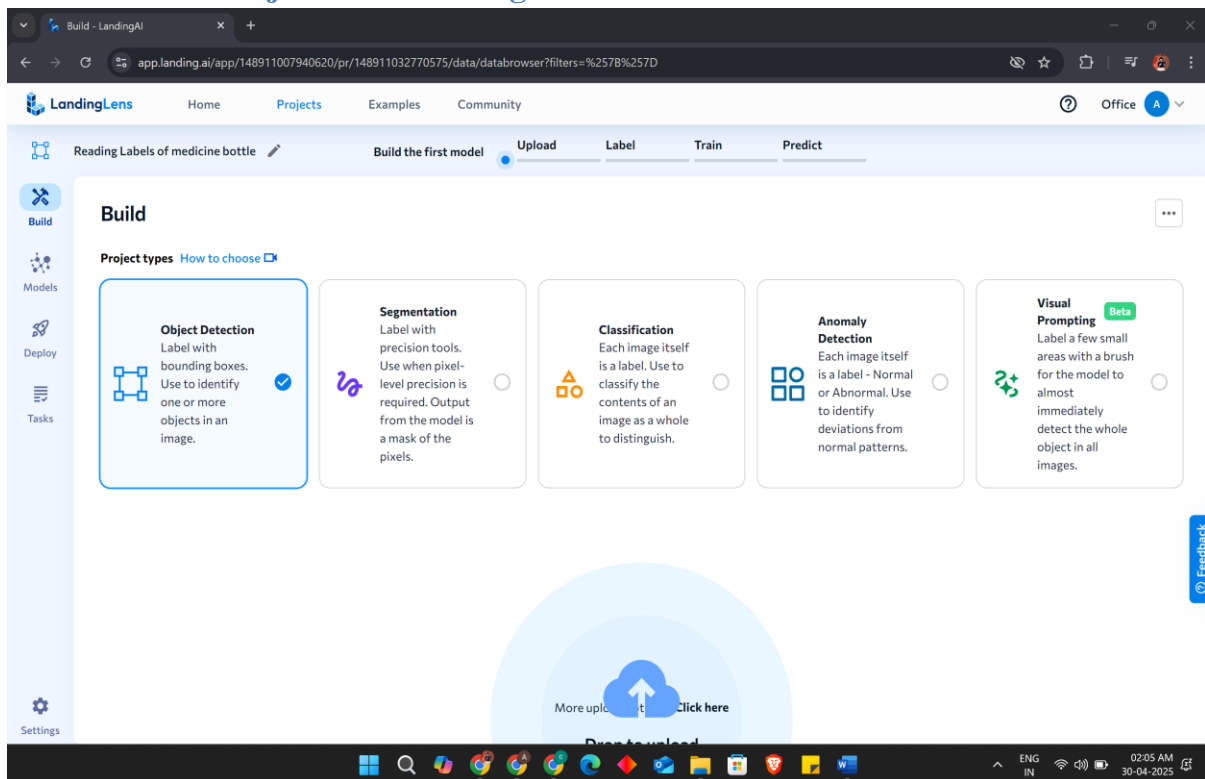 Build - LandingAI
app.landing.ai/app/148911007940620/pr/148911032770575/data/databrowser?filters=%257B%257D
LandingLens Home Projects Examples Community Office A
Reading Labels of medicine bottle Build the first model Upload Label Train Predict
Build
Models
Deploy
Tasks
Settings
Build
Project types How to choose
Object Detection
Label with
bounding boxes.
Use to identify
one or more
objects in an
image.
Segmentation
Label with
precision tools.
Use when pixel-
level precision is
required. Output
from the model is
a mask of the
pixels.
Classification
Each image itself
is a label. Use to
classify the
contents of an
image as a whole
to distinguish.
Anomaly
Detection
Each image itself
is a label - Normal
or Abnormal. Use
to identify
deviations from
normal patterns.
Visual
Prompting Beta
Label a few small
areas with a brush
for the model to
almost
immediately
detect the whole
object in all
images.
Feedback
More Click here
ENG
IN
02:05 AM
30-04-2025